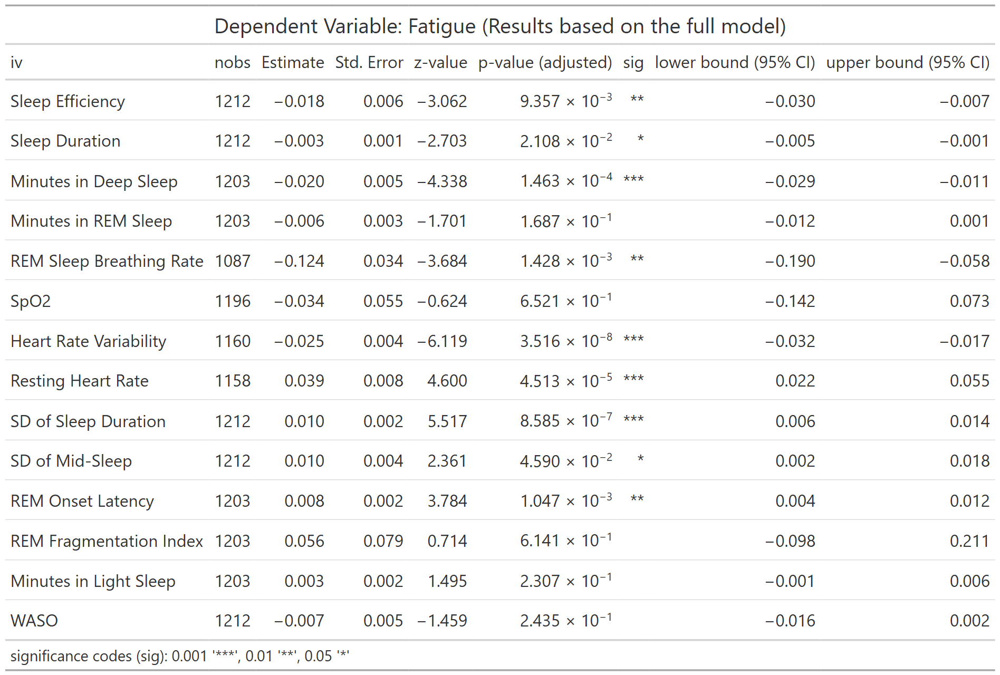 Dependent Variable: Fatigue (Results based on the full model)
iv nobs Estimate Std. Error z-value p-value (adjusted) sig lower bound (95% CI) upper bound (95% CI)
Sleep Efficiency 1212 −0.018 0.006 −3.062 9.357 × 10⁻³ ** −0.030 −0.007
Sleep Duration 1212 −0.003 0.001 −2.703 2.108 × 10⁻² * −0.005 −0.001
Minutes in Deep Sleep 1203 −0.020 0.005 −4.338 1.463 × 10⁻⁴ *** −0.029 −0.011
Minutes in REM Sleep 1203 −0.006 0.003 −1.701 1.687 × 10⁻¹ −0.012 0.001
REM Sleep Breathing Rate 1087 −0.124 0.034 −3.684 1.428 × 10⁻³ ** −0.190 −0.058
SpO2 1196 −0.034 0.055 −0.624 6.521 × 10⁻¹ −0.142 0.073
Heart Rate Variability 1160 −0.025 0.004 −6.119 3.516 × 10⁻⁸ *** −0.032 −0.017
Resting Heart Rate 1158 0.039 0.008 4.600 4.513 × 10⁻⁵ *** 0.022 0.055
SD of Sleep Duration 1212 0.010 0.002 5.517 8.585 × 10⁻⁷ *** 0.006 0.014
SD of Mid-Sleep 1212 0.010 0.004 2.361 4.590 × 10⁻² * 0.002 0.018
REM Onset Latency 1203 0.008 0.002 3.784 1.047 × 10⁻³ ** 0.004 0.012
REM Fragmentation Index 1203 0.056 0.079 0.714 6.141 × 10⁻¹ −0.098 0.211
Minutes in Light Sleep 1203 0.003 0.002 1.495 2.307 × 10⁻¹ −0.001 0.006
WASO 1212 −0.007 0.005 −1.459 2.435 × 10⁻¹ −0.016 0.002
significance codes (sig): 0.001 '***', 0.01 '**', 0.05 '*'